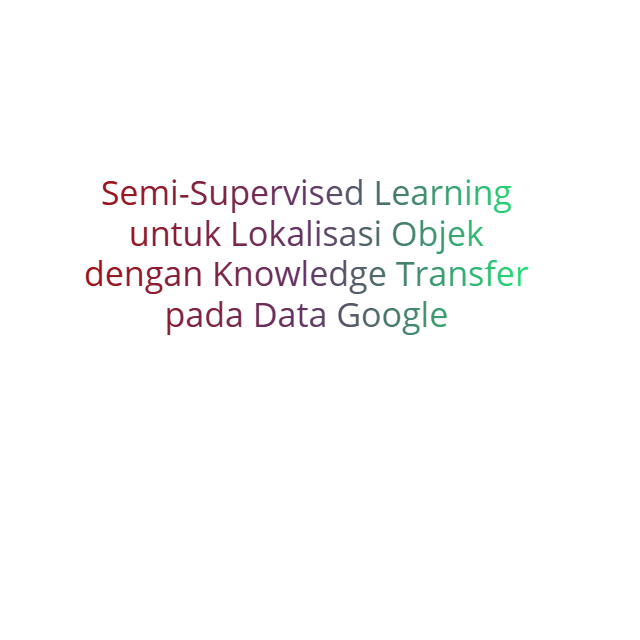 Semi-Supervised Learning
untuk Lokalisasi Objek
dengan Knowledge Transfer
pada Data Google